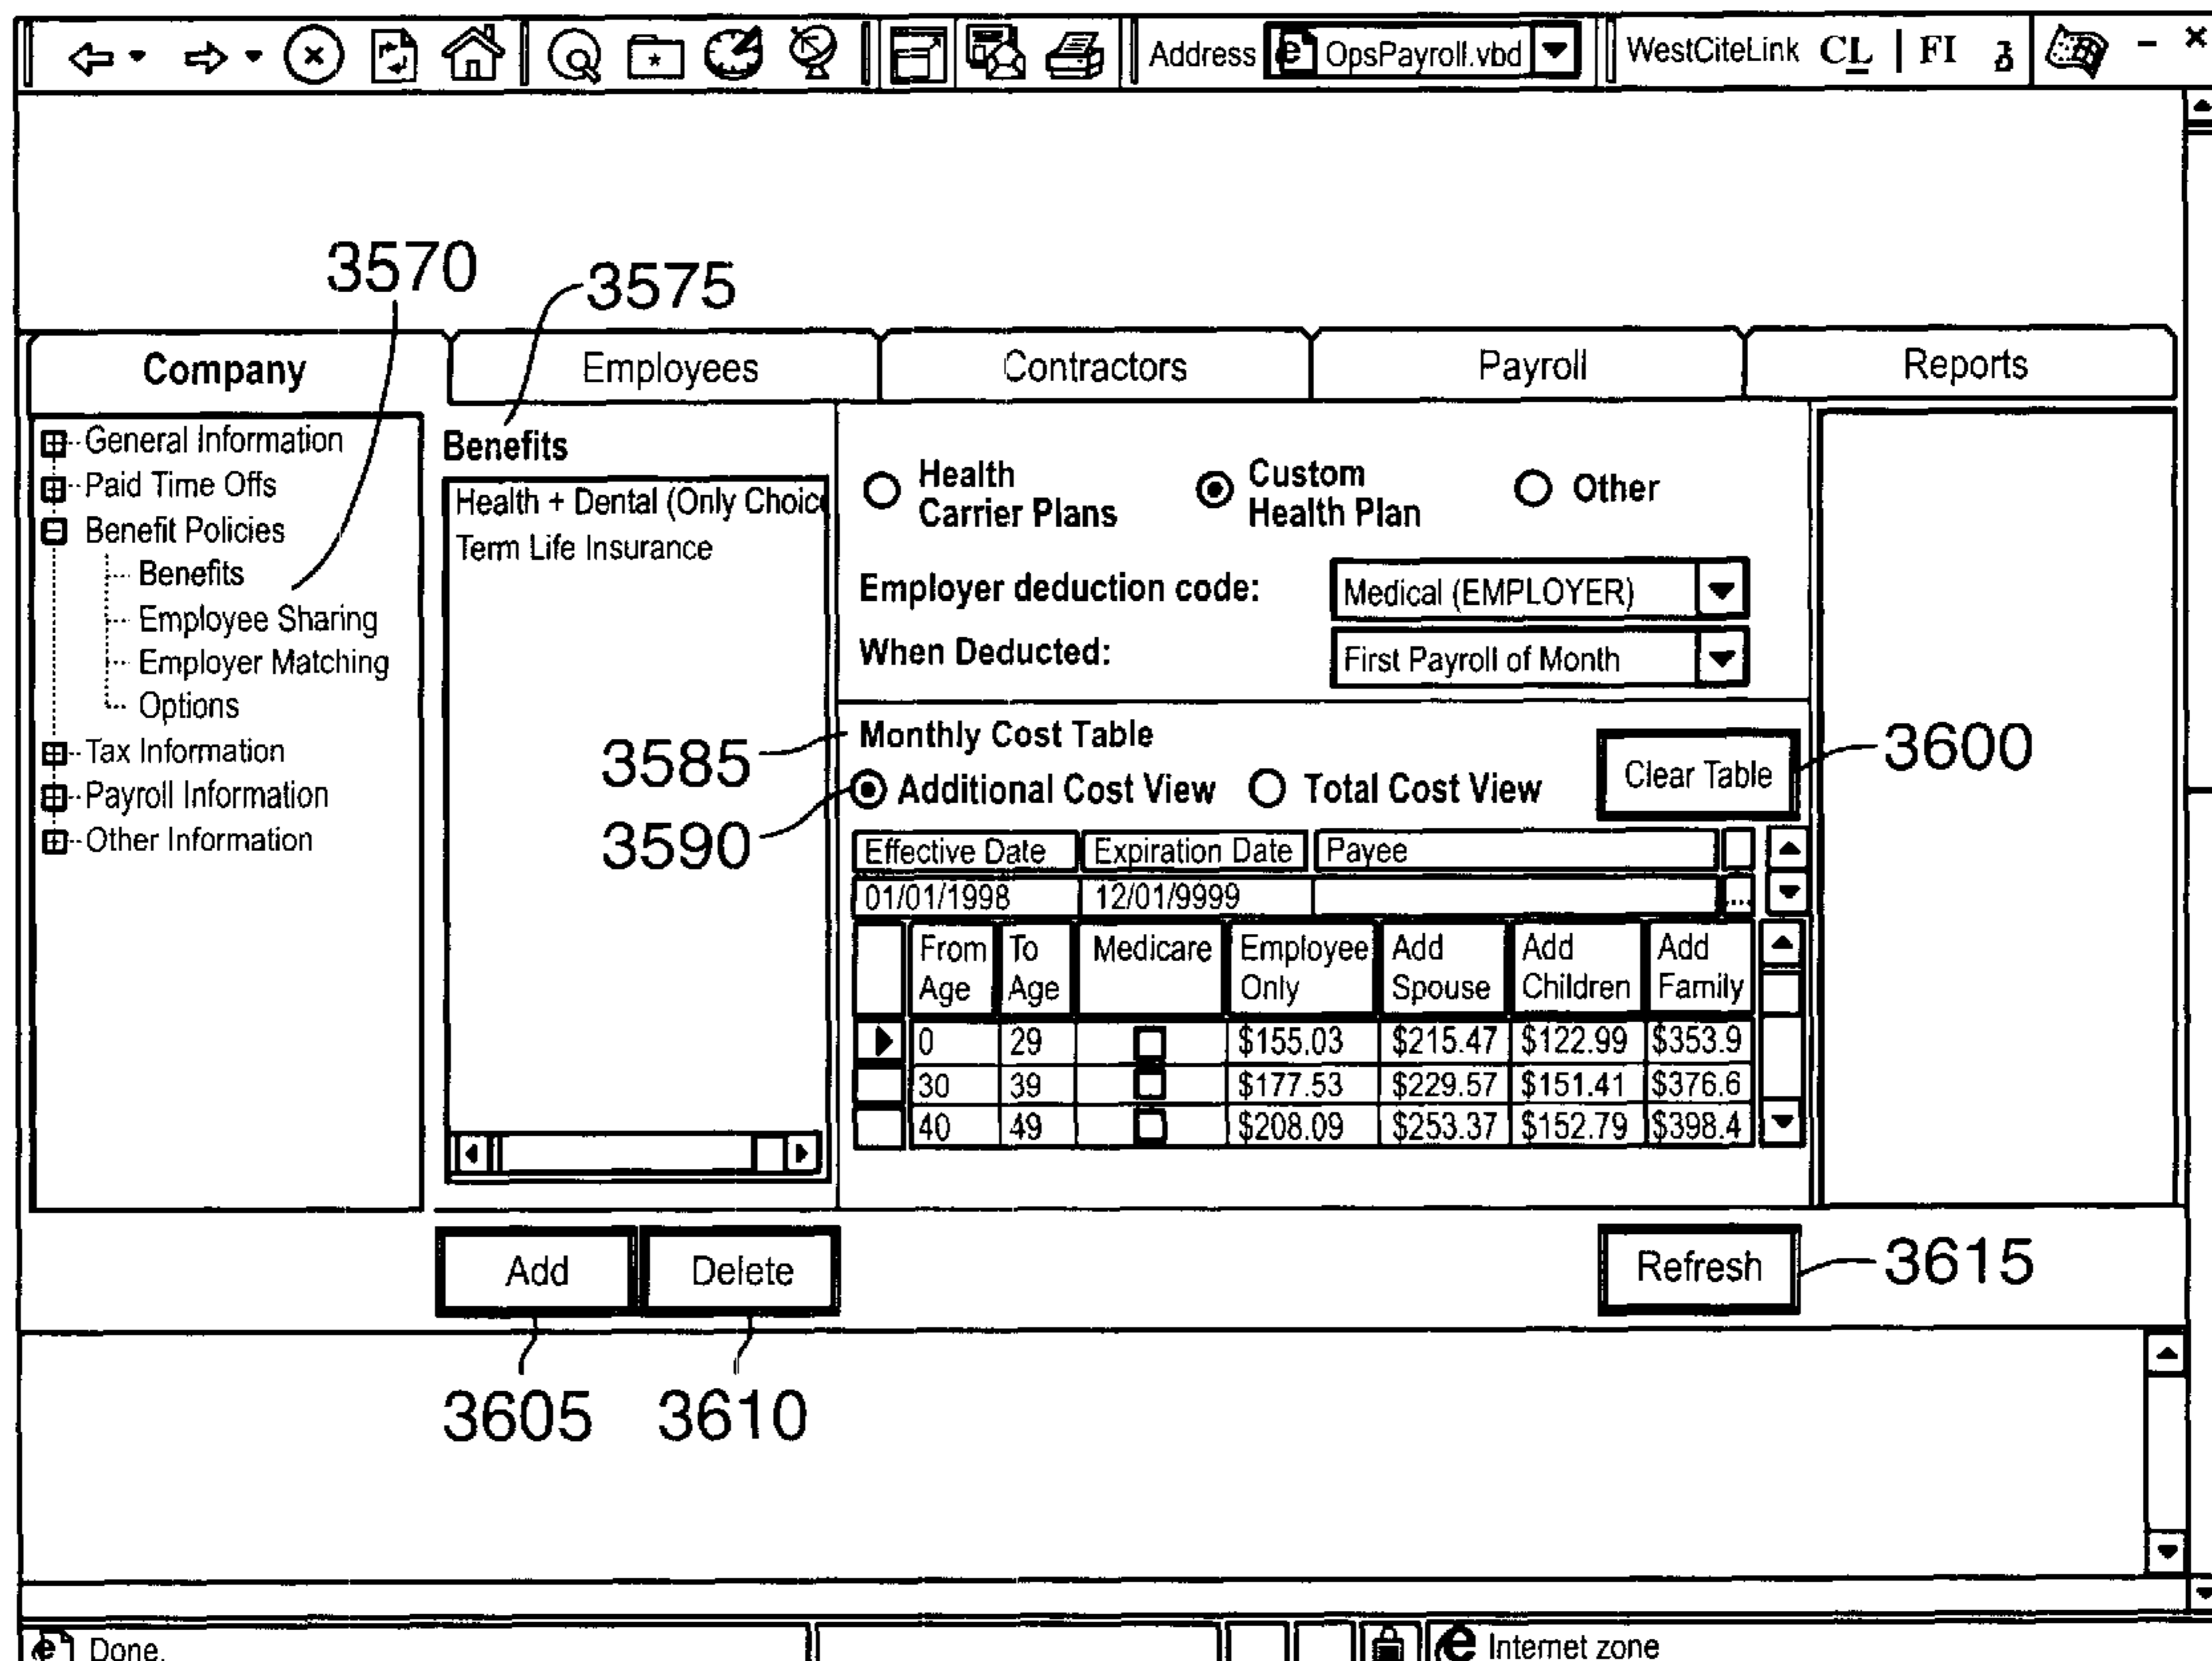 Address OpsPayroll.vbd WestCiteLink CL | FI
3570
3575
Company Employees Contractors Payroll Reports
General Information
Paid Time Offs
Benefit Policies
Benefits
Employee Sharing
Employer Matching
Options
Tax Information
Payroll Information
Other Information
Benefits
Health + Dental (Only Choic
Term Life Insurance
Health
Carrier Plans
Custom
Health Plan
Other
Employer deduction code: Medical (EMPLOYER)
When Deducted: First Payroll of Month
3585 Monthly Cost Table
Clear Table 3600
3590 Additional Cost View Total Cost View
Effective Date Expiration Date Payee
01/01/1998 12/01/9999 ...
From Age To Age Medicare Employee Only Add Spouse Add Children Add Family
0 29 $155.03 $215.47 $122.99 $353.9
30 39 $177.53 $229.57 $151.41 $376.6
40 49 $208.09 $253.37 $152.79 $398.4
Add Delete Refresh 3615
3605 3610
Done. Internet zone